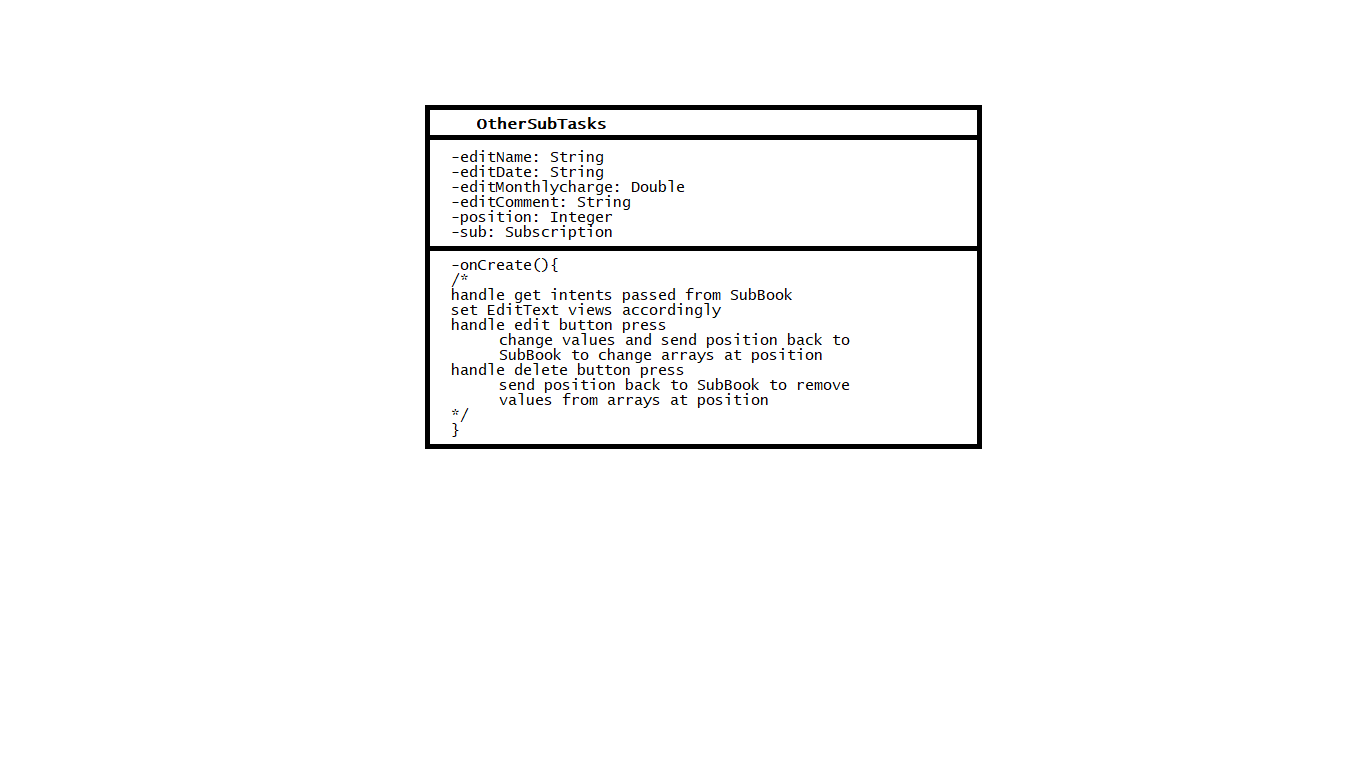 OtherSubTasks
-editName: String
-editDate: String
-editMonthlycharge: Double
-editComment: String
-position: Integer
-sub: Subscription
-onCreate(){
/*
handle get intents passed from SubBook
set EditText views accordingly
handle edit button press
change values and send position back to
SubBook to change arrays at position
handle delete button press
send position back to SubBook to remove
values from arrays at position
*/
}